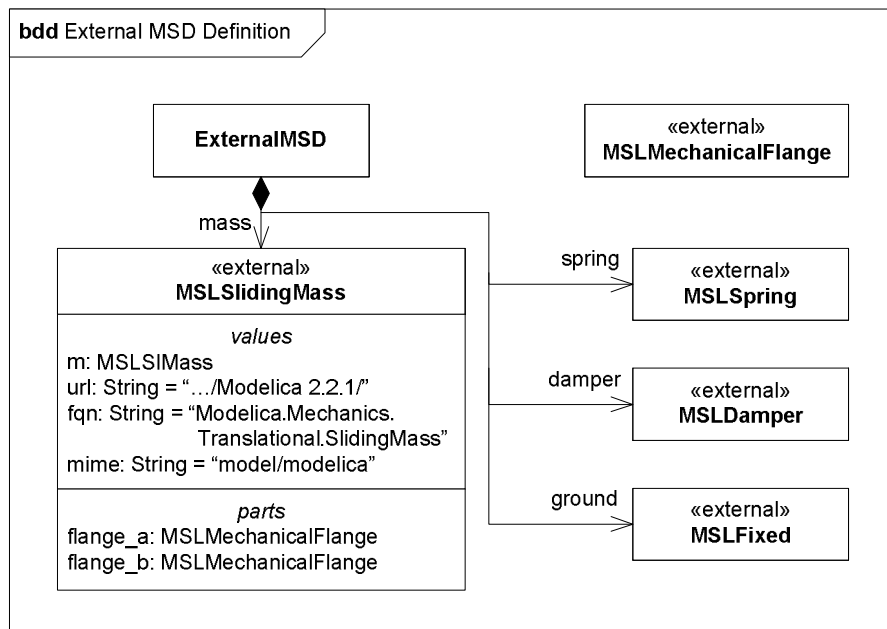 bdd External MSD Definition
ExternalMSD
«external»
MSLMechanicalFlange
mass
«external»
MSLSlidingMass
values
m: MSLSIMass
url: String = “…/Modelica 2.2.1/”
fqn: String = “Modelica.Mechanics.
Translational.SlidingMass”
mime: String = “model/modelica”
parts
flange_a: MSLMechanicalFlange
flange_b: MSLMechanicalFlange
spring
«external»
MSLSpring
damper
«external»
MSLDamper
ground
«external»
MSLFixed